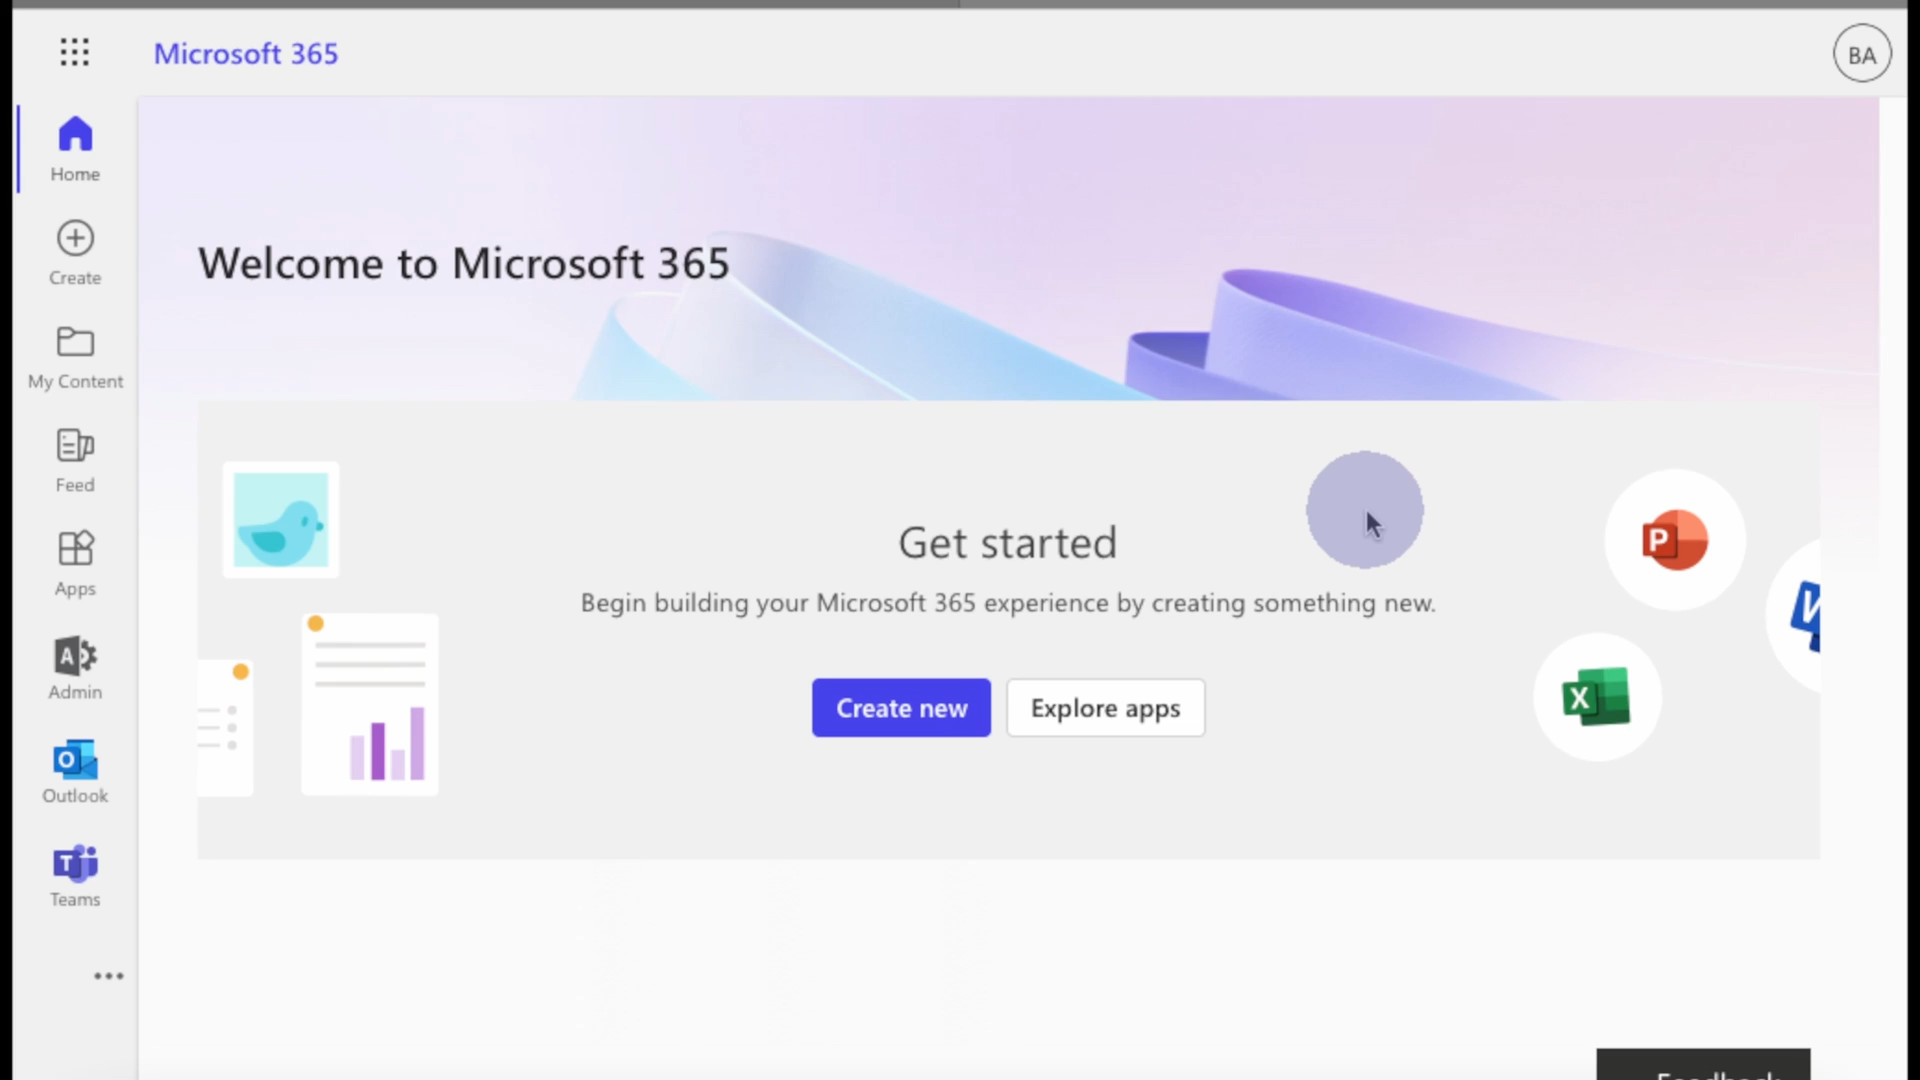 Microsoft 365
BA
Home
Create
My Content
Feed
Apps
Admin
Outlook
Teams
Welcome to Microsoft 365
Get started
Begin building your Microsoft 365 experience by creating something new.
Create new
Explore apps
P
W
X
A
O
T
Feedback